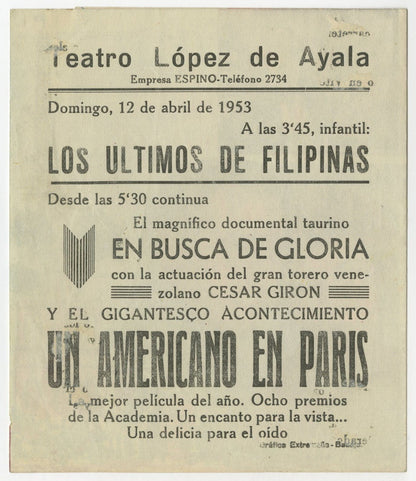 Teatro López de Ayala
Empresa ESPINO-Teléfono 2734
Domingo, 12 de abril de 1953
A las 3'45, infantil:
LOS ULTIMOS DE FILIPINAS
Desde las 5'30 continua
El magnífico documental taurino
EN BUSCA DE GLORIA
con la actuación del gran torero vene-
zolano CESAR GIRON
Y EL GIGANTESCO ACONTECIMIENTO
UN AMERICANO EN PARIS
La mejor película del año. Ocho premios
de la Academia. Un encanto para la vista...
Una delicia para el oído
Gráfica Extremeña-Badajoz